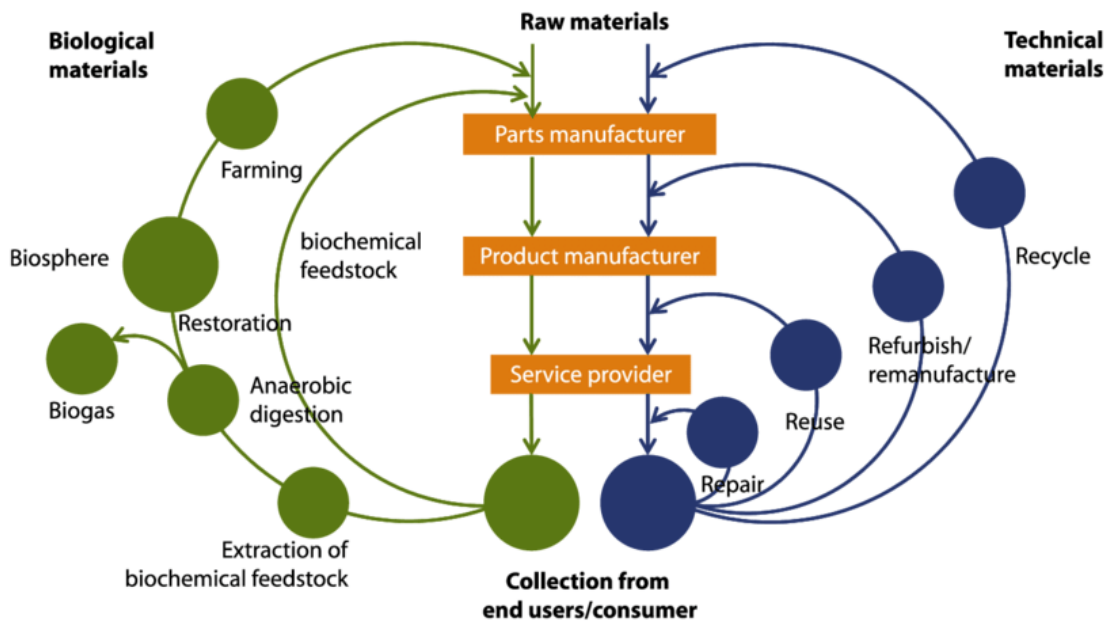 Raw materials
Biological
materials
Technical
materials
Parts manufacturer
Farming
biochemical
feedstock
Product manufacturer
Biosphere
Recycle
Restoration
Refurbish/
remanufacture
Service provider
Anaerobic
digestion
Biogas
Reuse
Repair
Extraction of
biochemical feedstock
Collection from
end users/consumer